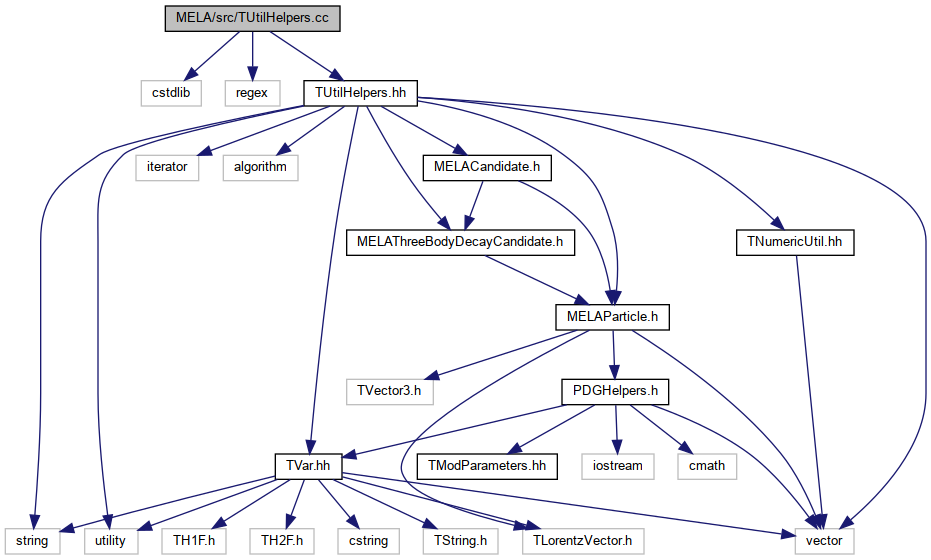 MELA/src/TUtilHelpers.cc
cstdlib
regex
TUtilHelpers.hh
iterator
algorithm
MELACandidate.h
MELAThreeBodyDecayCandidate.h
TNumericUtil.hh
MELAParticle.h
TVector3.h
PDGHelpers.h
TVar.hh
TModParameters.hh
iostream
cmath
string
utility
TH1F.h
TH2F.h
cstring
TString.h
TLorentzVector.h
vector